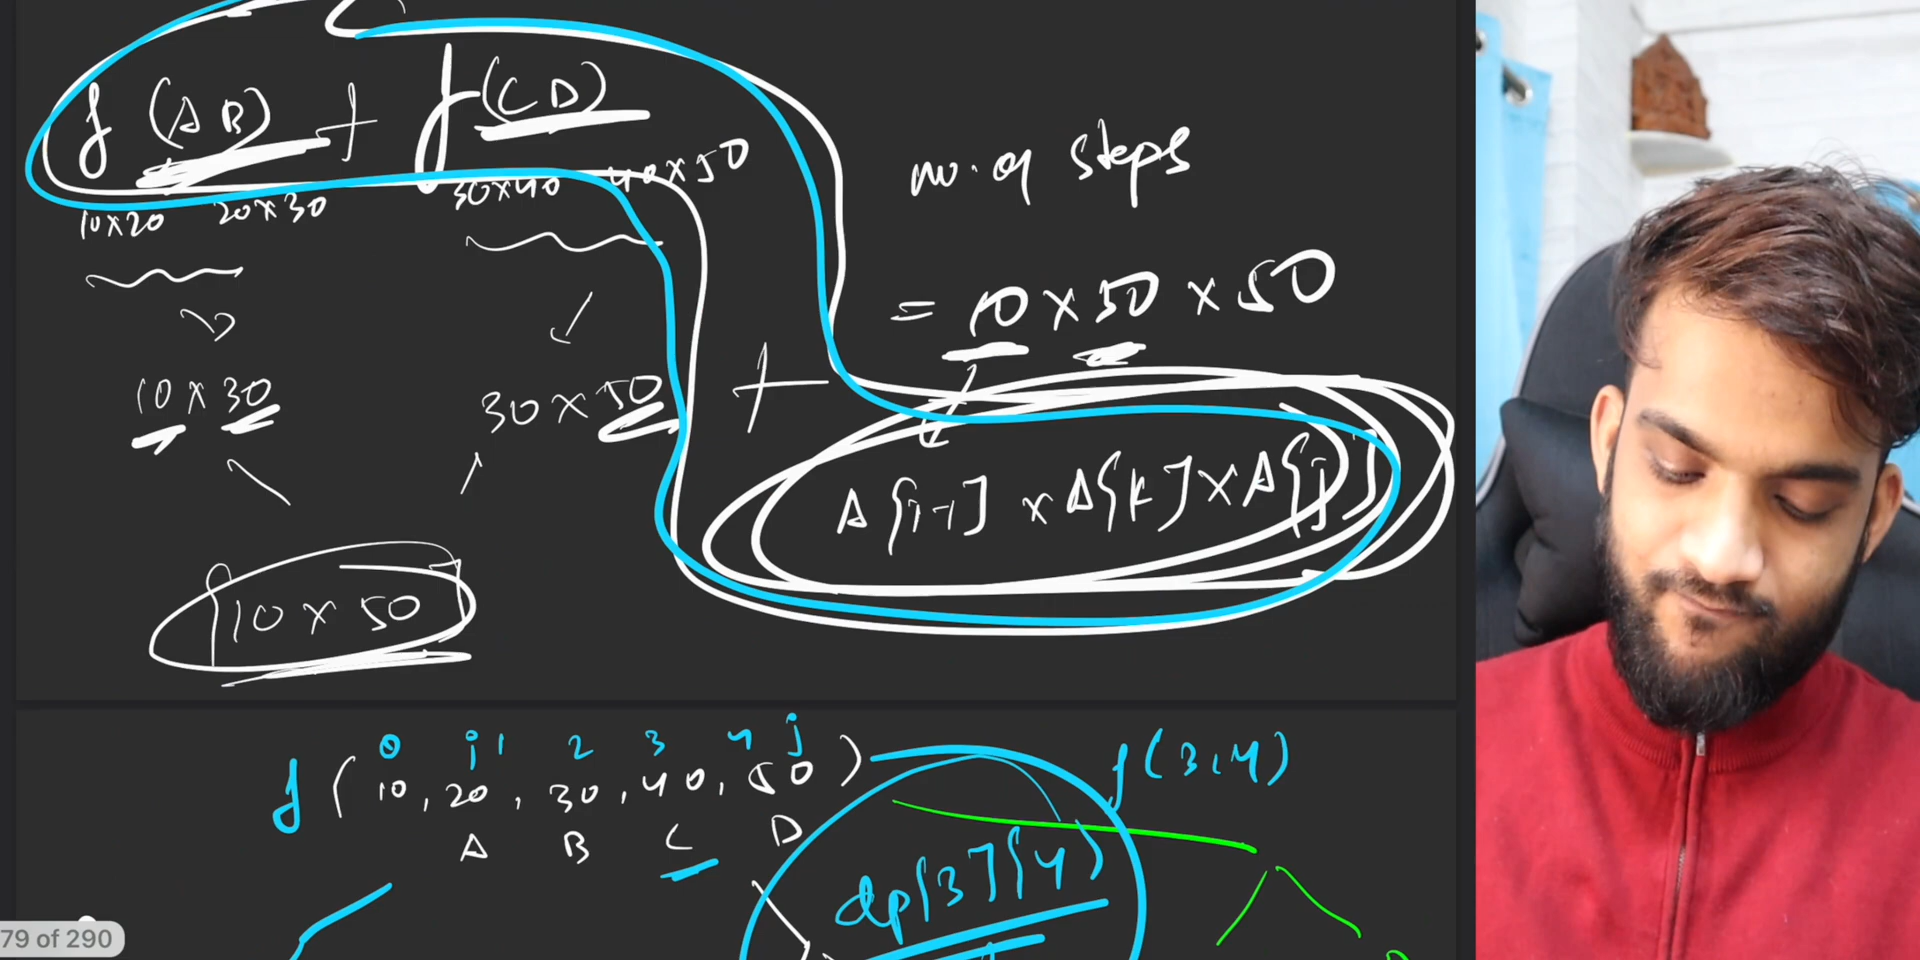 f (AB) + f (CD)
10x20 20x30 30x40 40x50
no. of steps
= 10 x 30 x 50
10 x 30 30 x 50 +
A[i-1] x A[k] x A[j]
10 x 50
0 i 1 2 3 4 j
f ( 10, 20, 30, 40, 50 ) f(3,4)
A B C D
dp[3][4]
79 of 290